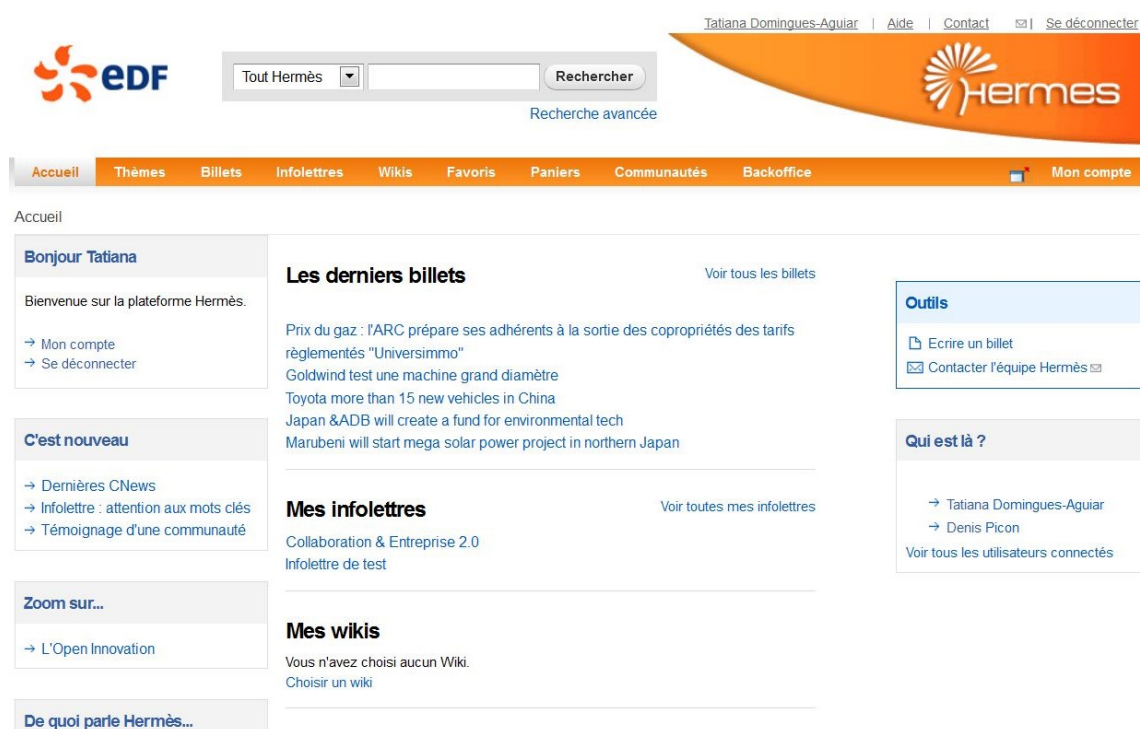 Tatiana Domingues-Aguiar | Aide | Contact | Se déconnecter
edf
Tout Hermès
Rechercher
Recherche avancée
Hermes
Accueil Thèmes Billets Infolettres Wikis Favoris Paniers Communautés Backoffice Mon compte
Accueil
Bonjour Tatiana
Bienvenue sur la plateforme Hermès.
→ Mon compte
→ Se déconnecter
C'est nouveau
→ Dernières CNews
→ Infolettre : attention aux mots clés
→ Témoignage d'une communauté
Zoom sur...
→ L'Open Innovation
De quoi parle Hermès...
Les derniers billets
Voir tous les billets
Prix du gaz : l'ARC prépare ses adhérents à la sortie des copropriétés des tarifs
règlementés "Universimmo"
Goldwind test une machine grand diamètre
Toyota more than 15 new vehicles in China
Japan &ADB will create a fund for environmental tech
Marubeni will start mega solar power project in northern Japan
Mes infolettres
Voir toutes mes infolettres
Collaboration & Entreprise 2.0
Infolettre de test
Mes wikis
Vous n'avez choisi aucun Wiki.
Choisir un wiki
Outils
Ecrire un billet
Contacter l'équipe Hermès
Qui est là ?
→ Tatiana Domingues-Aguiar
→ Denis Picon
Voir tous les utilisateurs connectés